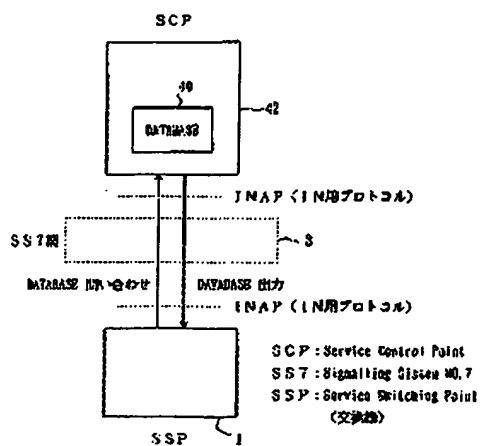 SCP
40
42
DATABASE
INAP (IN用プロトコル)
SS7網
3
DATABASE 問い合わせ
DATABASE 出力
INAP (IN用プロトコル)
SCP : Service Control Point
SS7 : Signalling System NO.7
SSP : Service Switching Point
(交換機)
SSP
1